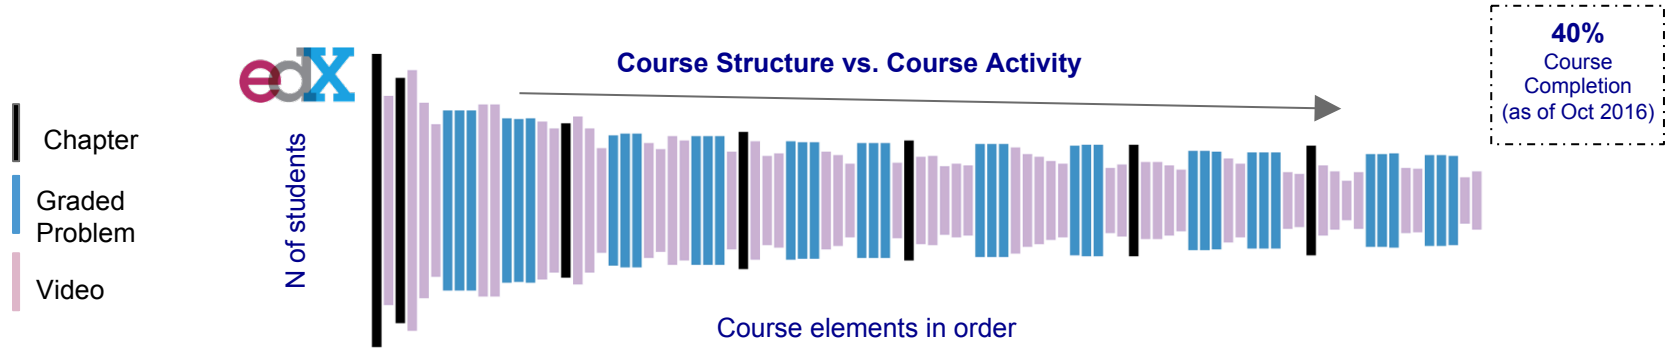 edX
Course Structure vs. Course Activity
40%
Course
Completion
(as of Oct 2016)
Chapter
Graded
Problem
Video
N of students
Course elements in order